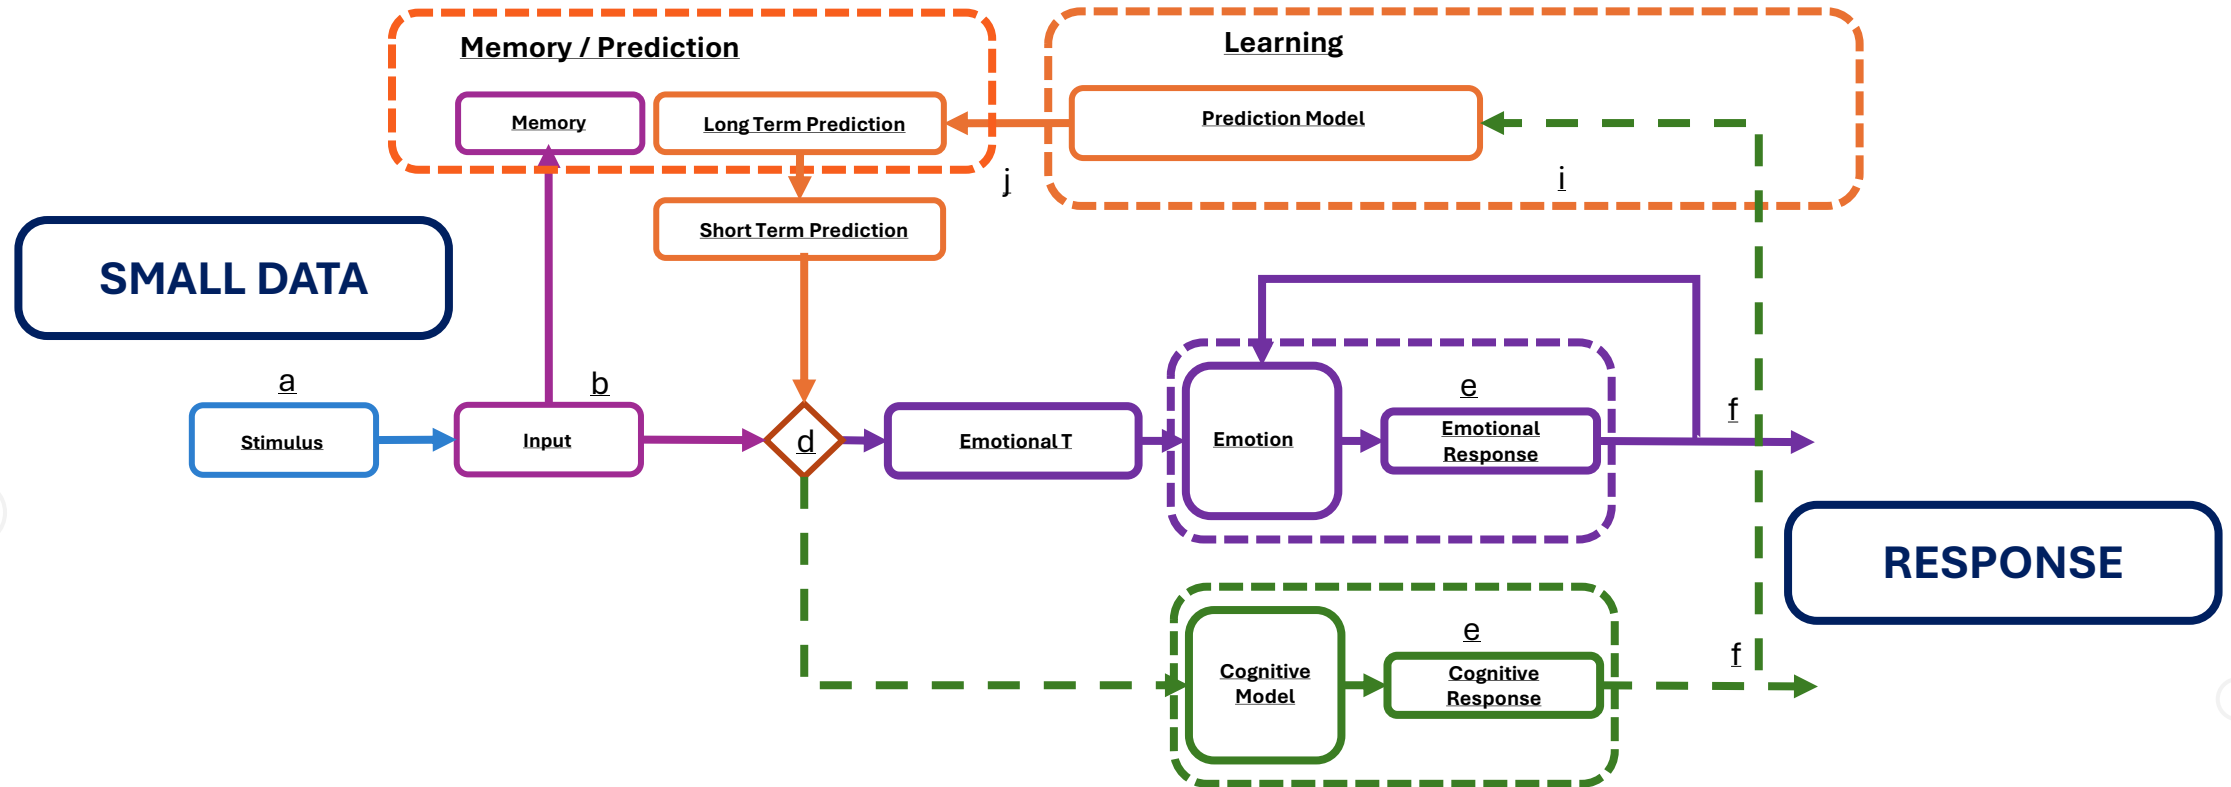 Memory / Prediction
Learning
Memory
Long Term Prediction
Prediction Model
j
i
Short Term Prediction
SMALL DATA
a
b
e
f
Stimulus
Input
d
Emotional T
Emotion
Emotional
Response
RESPONSE
e
f
Cognitive
Model
Cognitive
Response